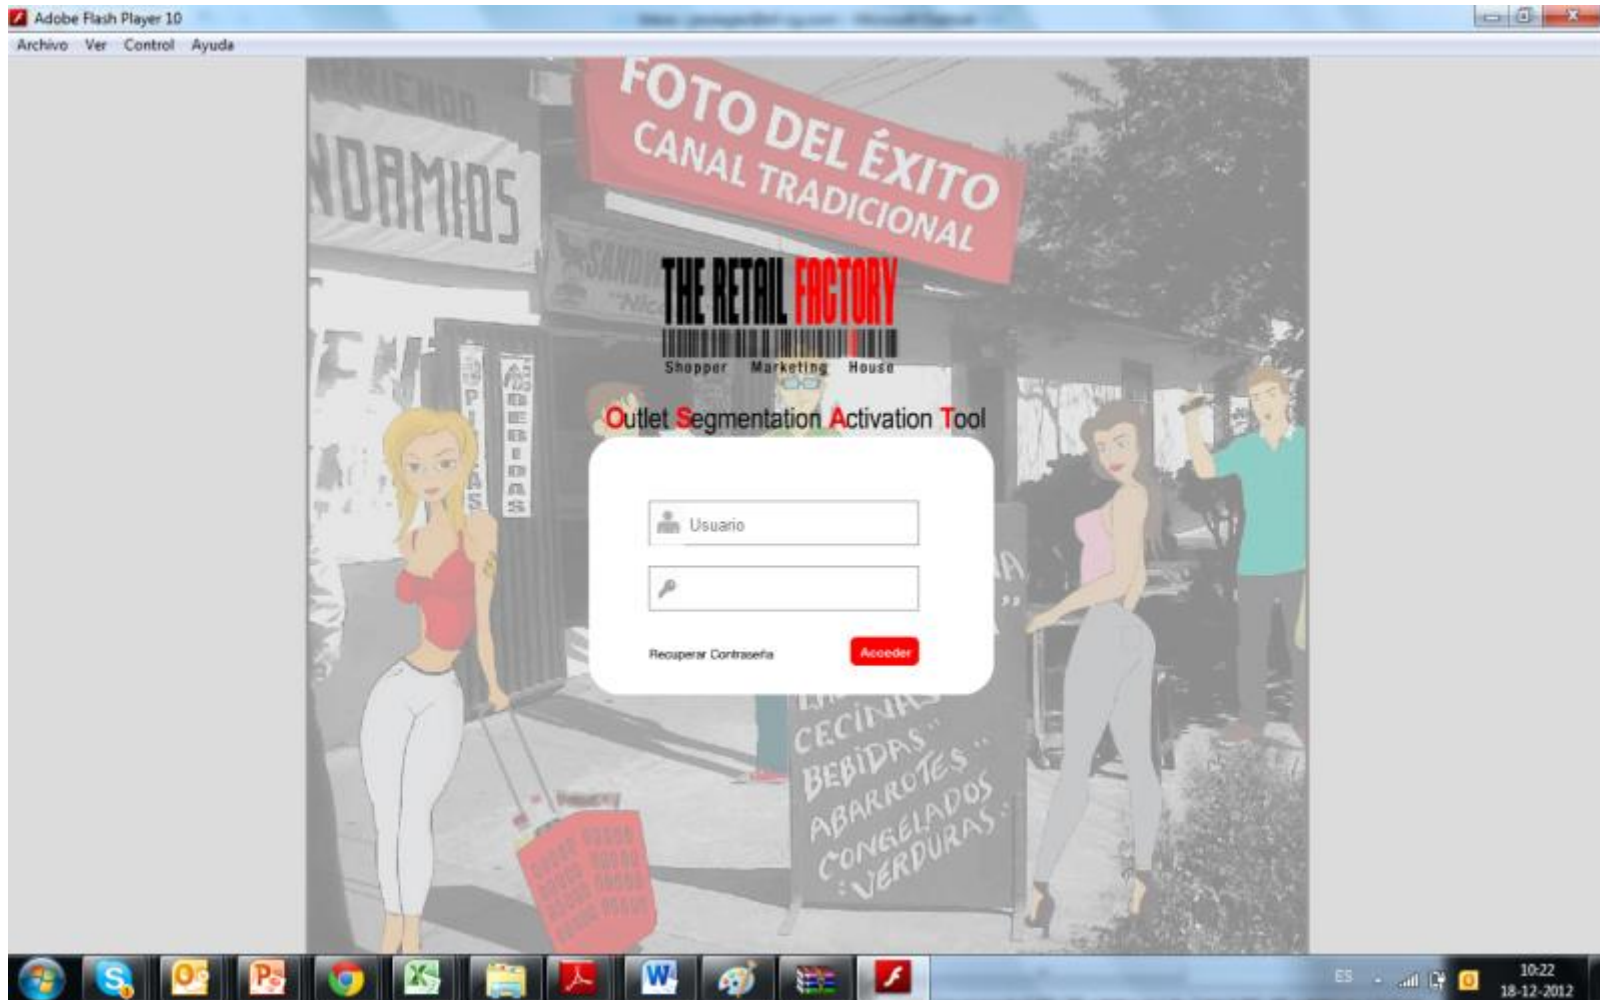 Adobe Flash Player 10
Archivo Ver Control Ayuda
ARRIENDO
NDAMIOS
FOTO DEL ÉXITO
CANAL TRADICIONAL
THE RETAIL FACTORY
Shopper Marketing House
Outlet Segmentation Activation Tool
BEBIDAS
Usuario
Recuperar Contraseña
Acceder
CECINAS
BEBIDAS
ABARROTES
CONGELADOS
VERDURAS
ES
10:22
18-12-2012